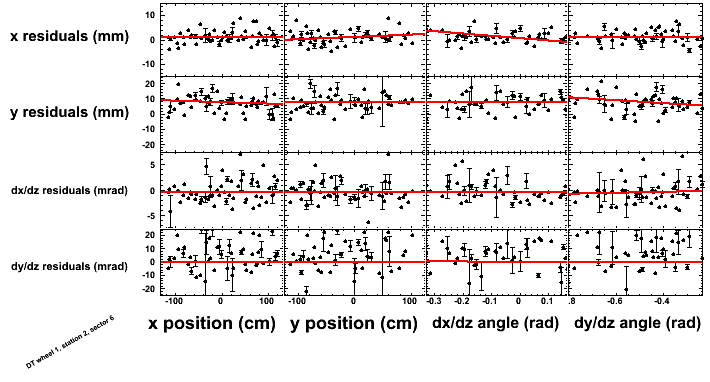 x residuals (mm)
10
0
-10
y residuals (mm)
20
10
0
-10
-20
dx/dz residuals (mrad)
5
0
-5
dy/dz residuals (mrad)
20
10
0
-10
-20
-100 0 100 -100 0 100 -0.3 -0.2 -0.1 -0 0.1 -0.6 -0.4
x position (cm) y position (cm) dx/dz angle (rad) dy/dz angle (rad)
DT wheel 1, station 2, sector 6